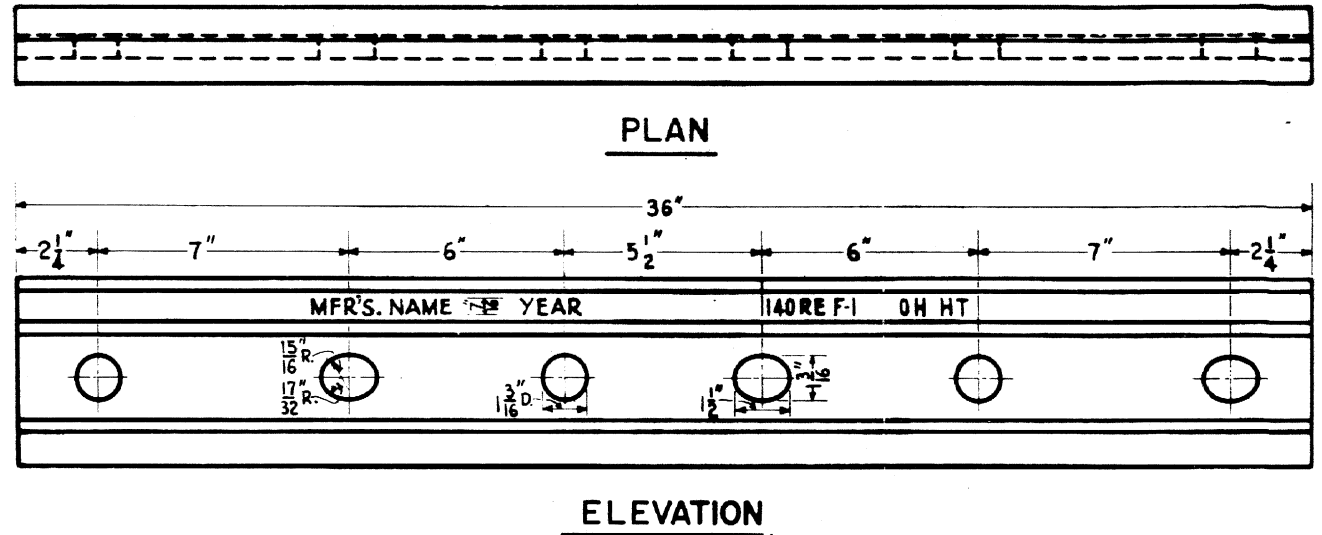 PLAN
36"
2 1/4" 7" 6" 5 1/2" 6" 7" 2 1/4"
MFR'S. NAME YEAR 140 RE F-1 OH HT
15/16" R.
17/32" R.
1 3/16" D.
1 1/2"
1 3/16"
ELEVATION